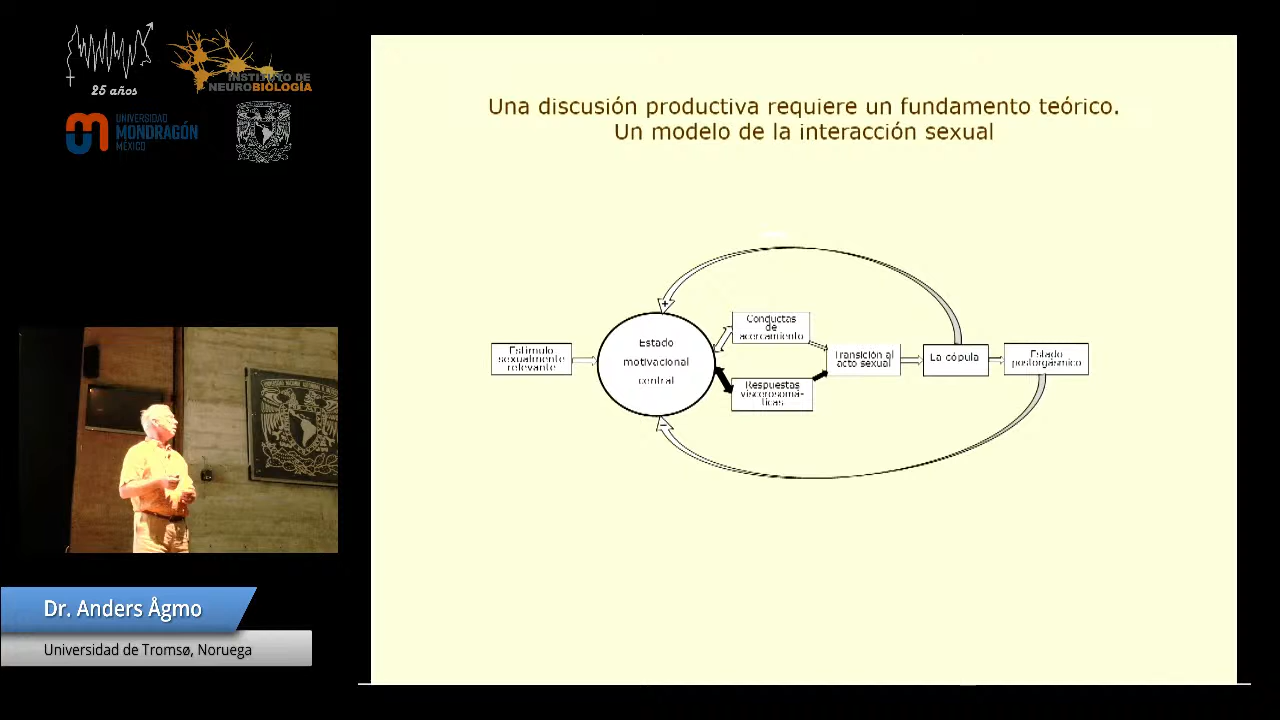 25 años
INSTITUTO DE
NEUROBIOLOGÍA
UNIVERSIDAD
MONDRAGÓN
MÉXICO
Una discusión productiva requiere un fundamento teórico.
Un modelo de la interacción sexual
Estímulo
sexualmente
relevante
Estado
motivacional
central
+
−
Conductas
de
acercamiento
Respuestas
viscerosomá-
ticas
Transición al
acto sexual
La cópula
Estado
postorgásmico
Dr. Anders Ågmo
Universidad de Tromsø, Noruega